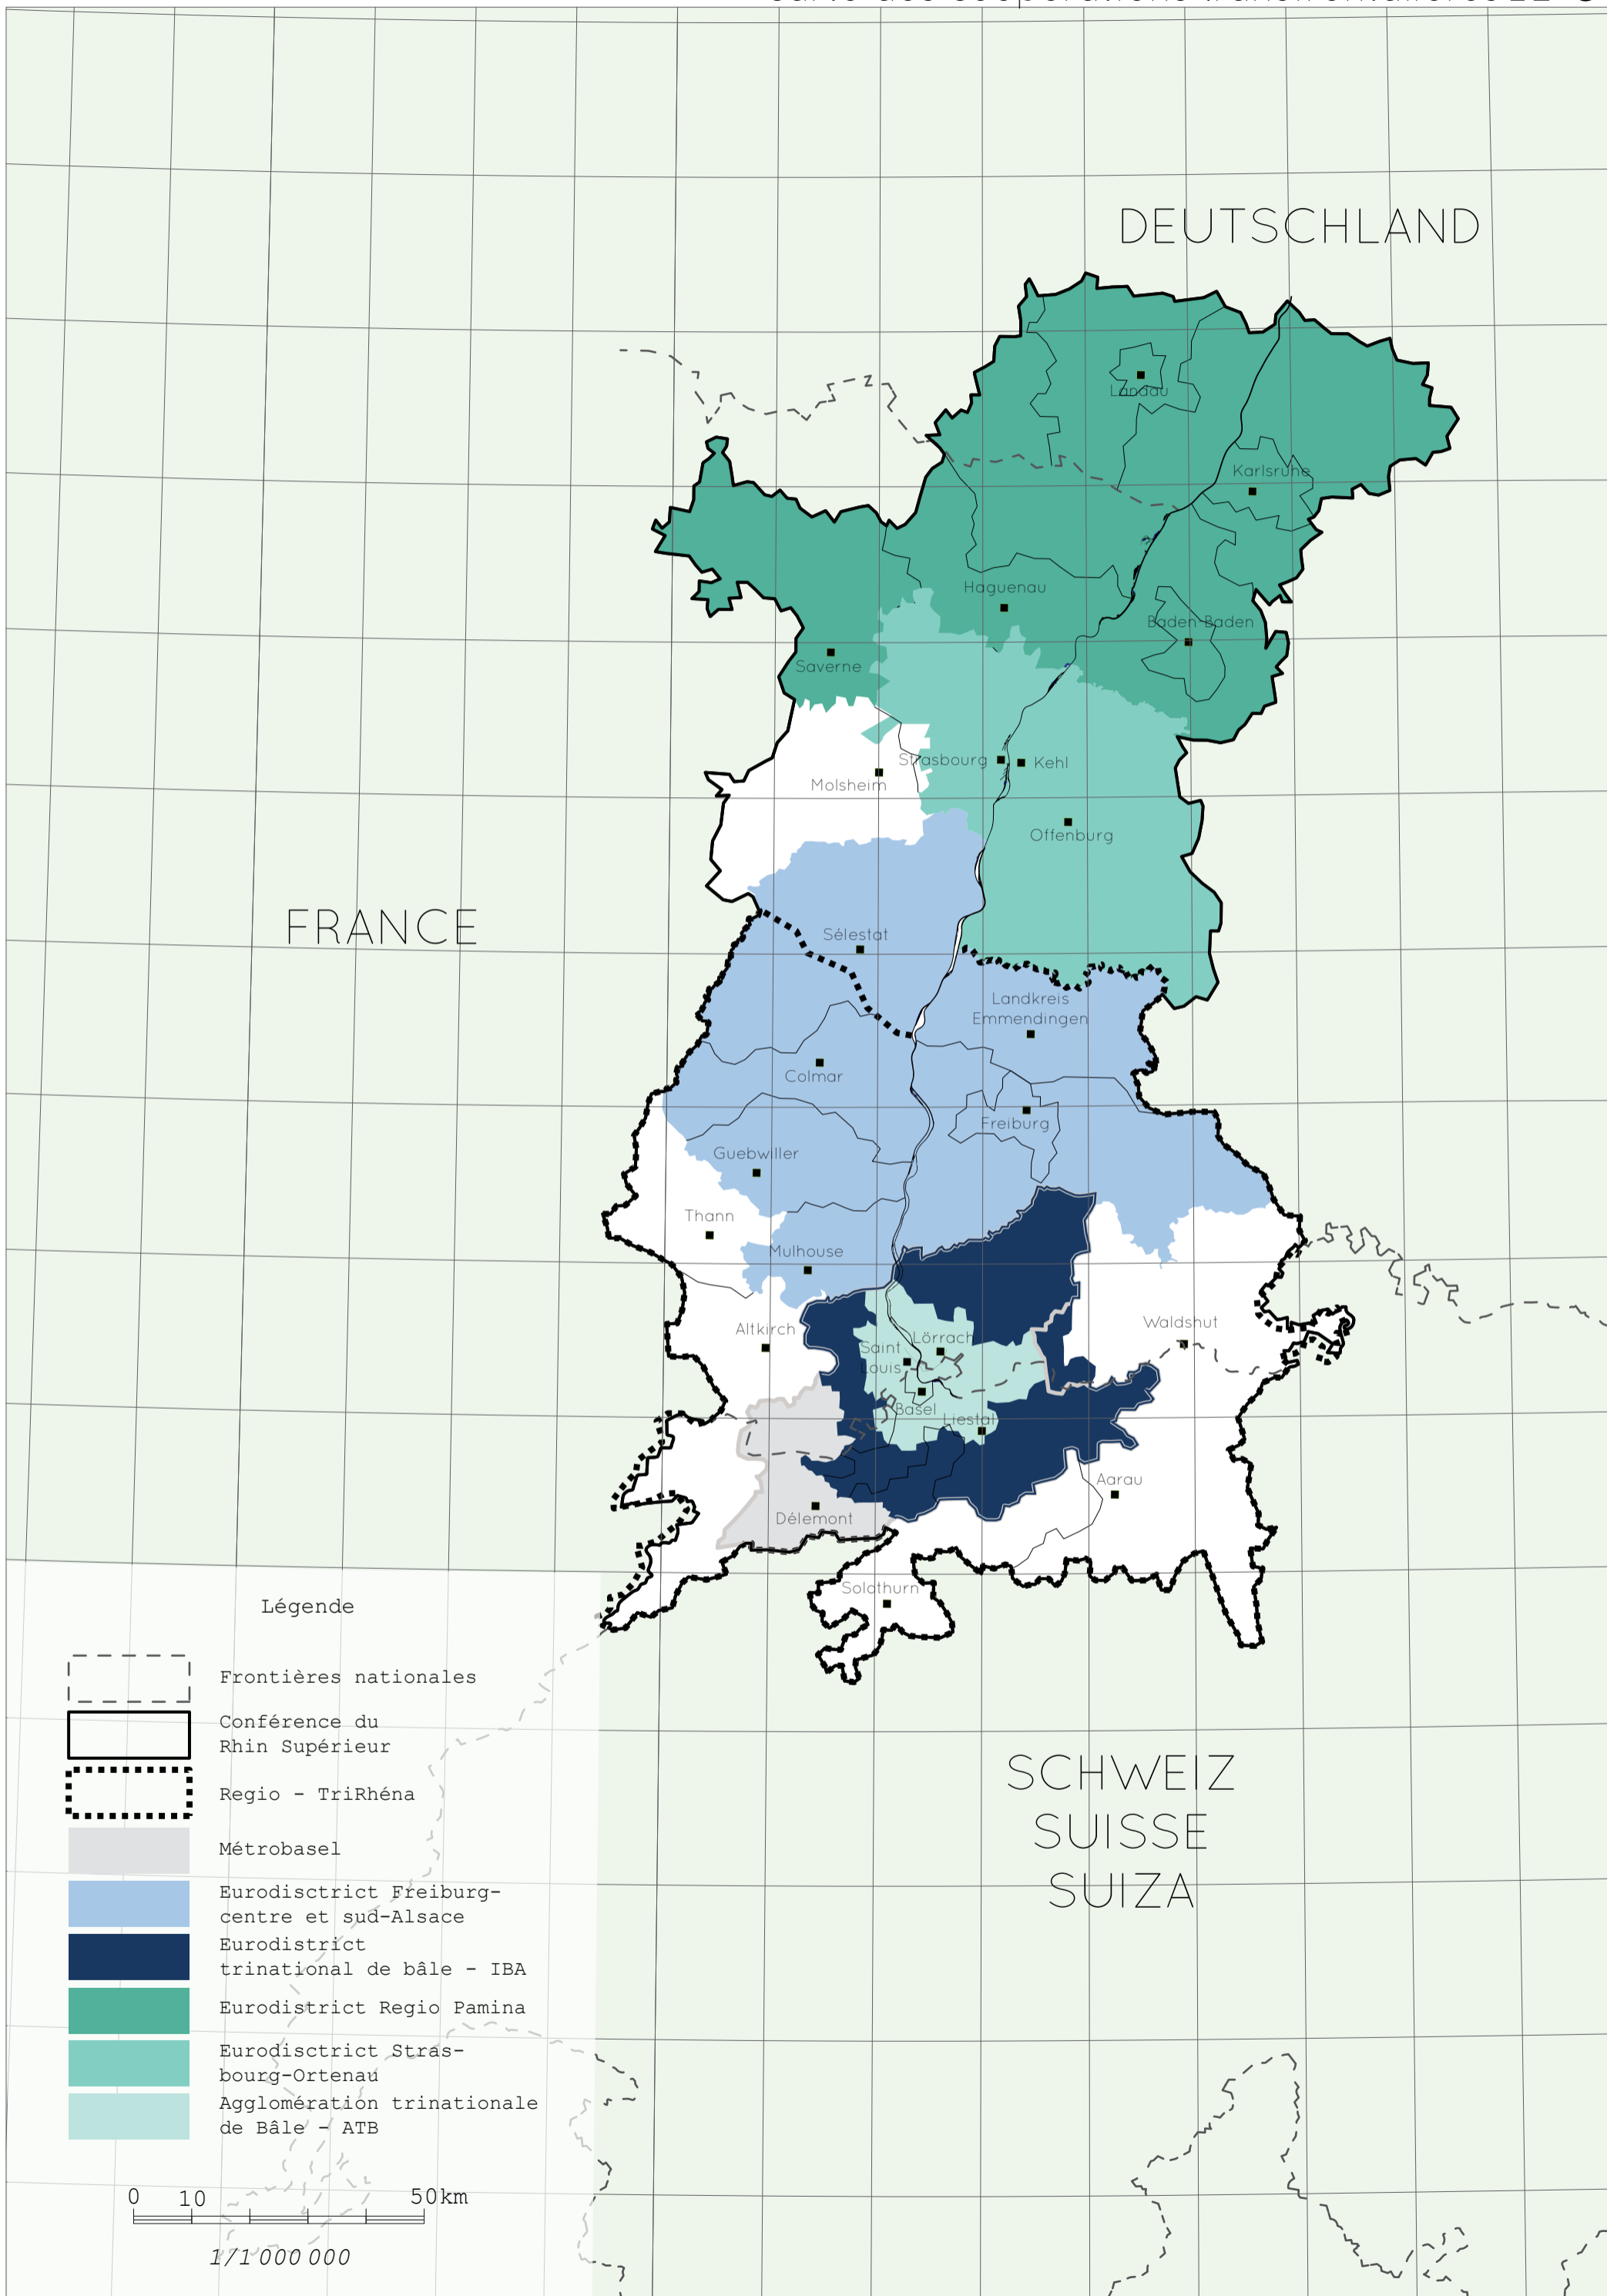 DEUTSCHLAND
Landau
Karlsruhe
Haguenau
Baden-Baden
Saverne
Strasbourg
Kehl
Molsheim
Offenburg
FRANCE
Sélestat
Landkreis
Emmendingen
Colmar
Freiburg
Guebwiller
Thann
Mulhouse
Altkirch
Waldshut
Lörrach
Saint
Louis
Basel
Liestal
Aarau
Délemont
Solothurn
SCHWEIZ
SUISSE
SUIZA
Légende
Frontières nationales
Conférence du
Rhin Supérieur
Regio - TriRhéna
Métrobasel
Eurodisctrict Freiburg-
centre et sud-Alsace
Eurodistrict
trinational de bâle - IBA
Eurodistrict Regio Pamina
Eurodisctrict Stras-
bourg-Ortenau
Agglomération trinationale
de Bâle - ATB
0 10 50km
1/1 000 000